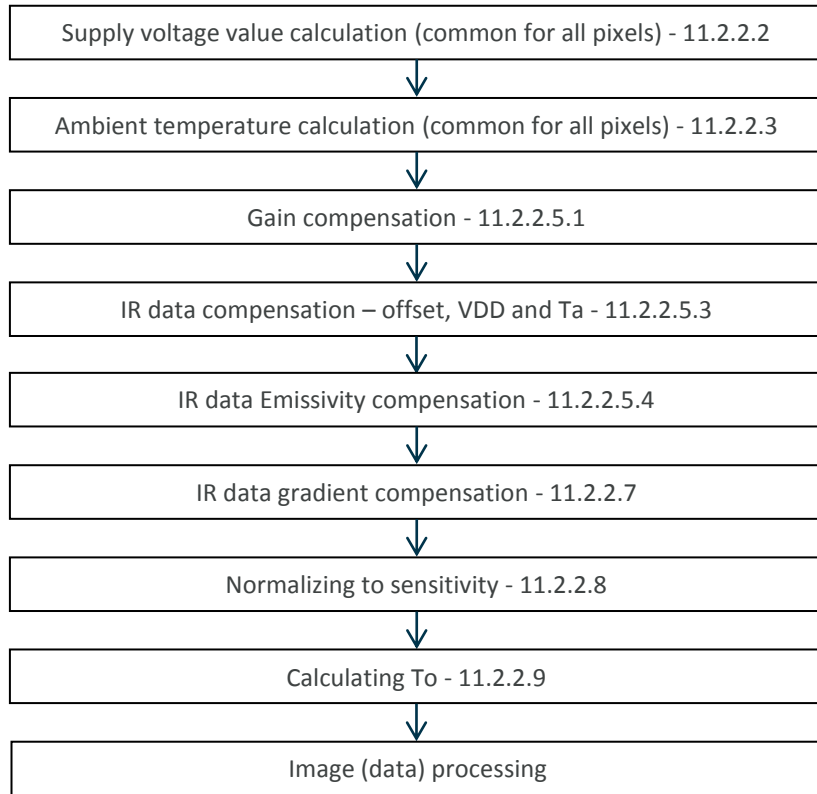 Supply voltage value calculation (common for all pixels) - 11.2.2.2
Ambient temperature calculation (common for all pixels) - 11.2.2.3
Gain compensation - 11.2.2.5.1
IR data compensation – offset, VDD and Ta - 11.2.2.5.3
IR data Emissivity compensation - 11.2.2.5.4
IR data gradient compensation - 11.2.2.7
Normalizing to sensitivity - 11.2.2.8
Calculating To - 11.2.2.9
Image (data) processing